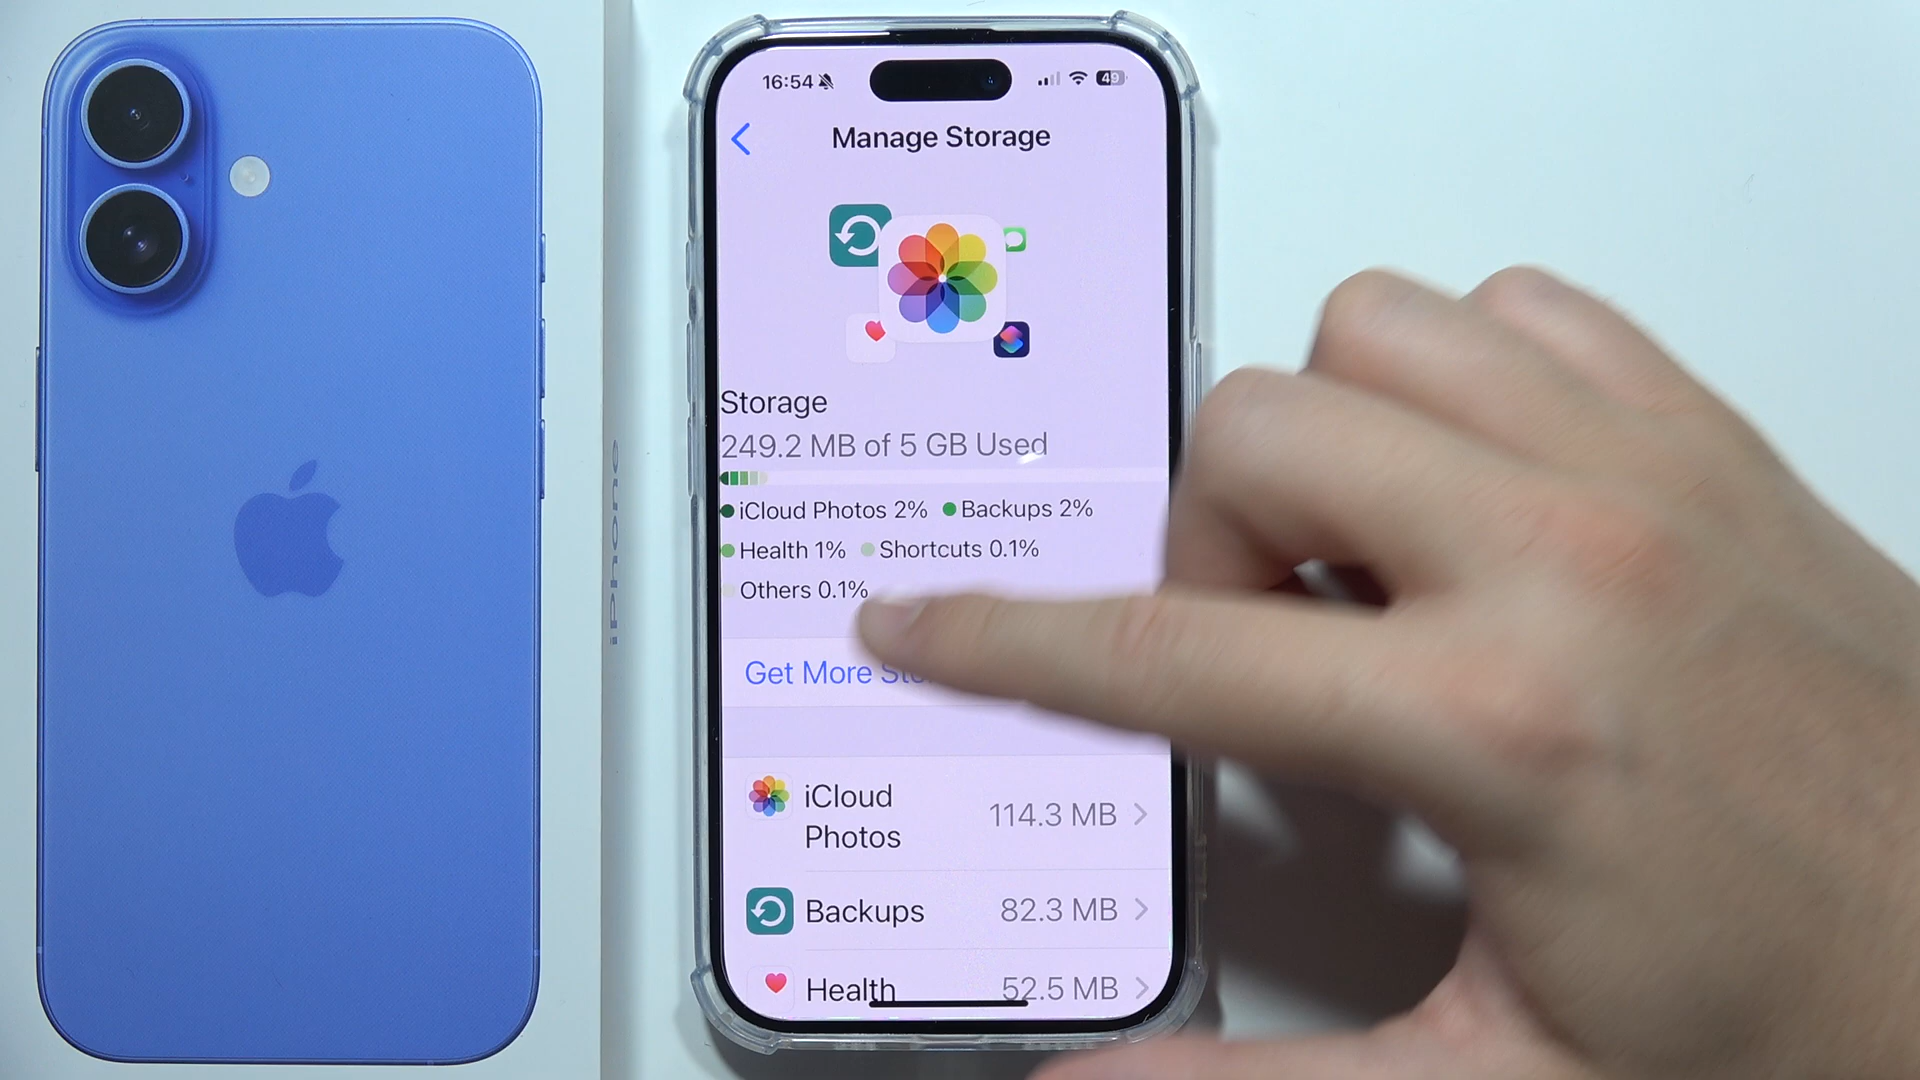 16:54
49
Manage Storage
Storage
249.2 MB of 5 GB Used
iCloud Photos 2% Backups 2%
Health 1% Shortcuts 0.1%
Others 0.1%
Get More
iCloud
Photos
114.3 MB
Backups 82.3 MB
Health 52.5 MB
iPhone